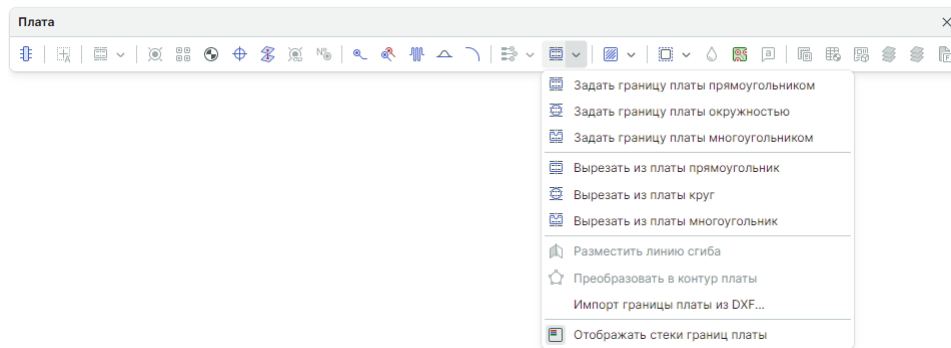 Плата
Задать границу платы прямоугольником
Задать границу платы окружностью
Задать границу платы многоугольником
Вырезать из платы прямоугольник
Вырезать из платы круг
Вырезать из платы многоугольник
Разместить линию сгиба
Преобразовать в контур платы
Импорт границы платы из DXF...
Отображать стеки границ платы